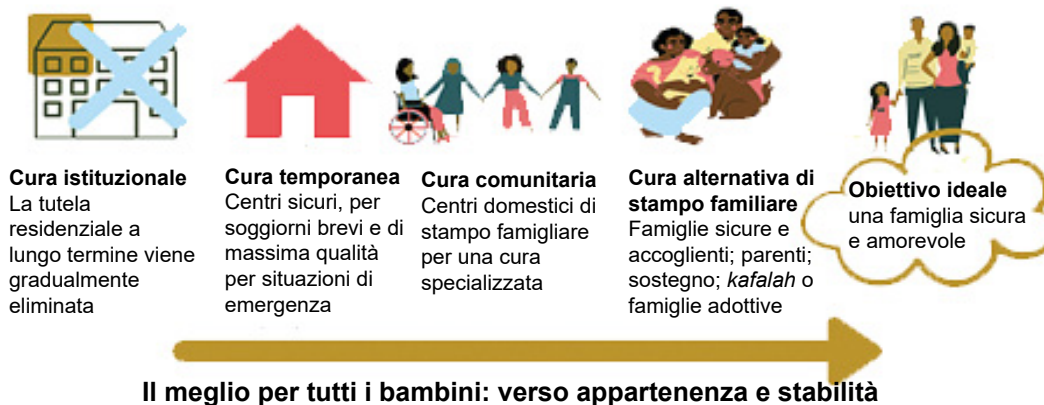 Cura istituzionale
La tutela
residenziale a
lungo termine viene
gradualmente
eliminata
Cura temporanea
Centri sicuri, per
soggiorni brevi e di
massima qualità
per situazioni di
emergenza
Cura comunitaria
Centri domestici di
stampo famigliare
per una cura
specializzata
Cura alternativa di
stampo familiare
Famiglie sicure e
accoglienti; parenti;
sostegno; kafalah o
famiglie adottive
Obiettivo ideale
una famiglia sicura
e amorevole
Il meglio per tutti i bambini: verso appartenenza e stabilità